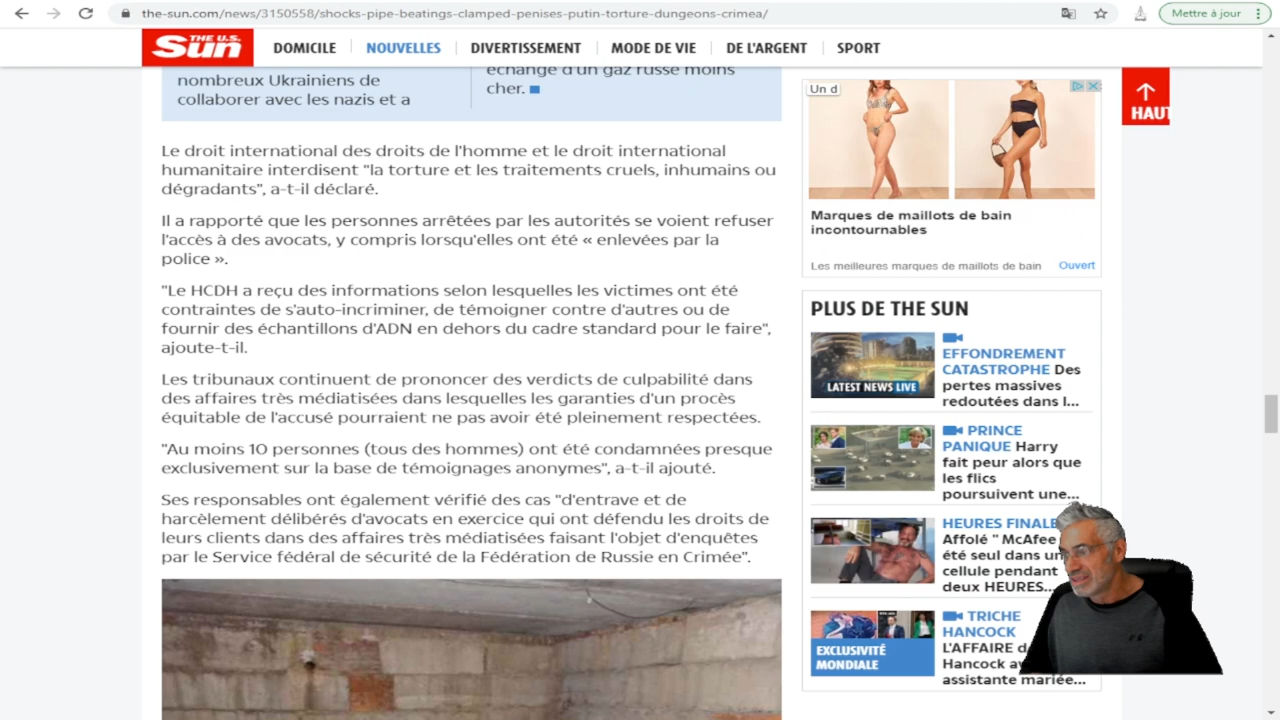 the-sun.com/news/3150558/shocks-pipe-beatings-clamped-penises-putin-torture-dungeons-crimea/
Mettre à jour
THE U.S. Sun
DOMICILE NOUVELLES DIVERTISSEMENT MODE DE VIE DE L'ARGENT SPORT
nombreux Ukrainiens de
collaborer avec les nazis et a
échange d'un gaz russe moins
cher.
Le droit international des droits de l'homme et le droit international
humanitaire interdisent "la torture et les traitements cruels, inhumains ou
dégradants", a-t-il déclaré.
Il a rapporté que les personnes arrêtées par les autorités se voient refuser
l'accès à des avocats, y compris lorsqu'elles ont été « enlevées par la
police ».
"Le HCDH a reçu des informations selon lesquelles les victimes ont été
contraintes de s'auto-incriminer, de témoigner contre d'autres ou de
fournir des échantillons d'ADN en dehors du cadre standard pour le faire",
ajoute-t-il.
Les tribunaux continuent de prononcer des verdicts de culpabilité dans
des affaires très médiatisées dans lesquelles les garanties d'un procès
équitable de l'accusé pourraient ne pas avoir été pleinement respectées.
"Au moins 10 personnes (tous des hommes) ont été condamnées presque
exclusivement sur la base de témoignages anonymes", a-t-il ajouté.
Ses responsables ont également vérifié des cas "d'entrave et de
harcèlement délibérés d'avocats en exercice qui ont défendu les droits de
leurs clients dans des affaires très médiatisées faisant l'objet d'enquêtes
par le Service fédéral de sécurité de la Fédération de Russie en Crimée".
Un d
Marques de maillots de bain
incontournables
Les meilleures marques de maillots de bain Ouvert
HAUT
PLUS DE THE SUN
LATEST NEWS LIVE
EFFONDREMENT
CATASTROPHE Des
pertes massives
redoutées dans l...
PRINCE
PANIQUE Harry
fait peur alors que
les flics
poursuivent une...
HEURES FINALE
Affolé " McAfee
été seul dans un
cellule pendant
deux HEURES...
EXCLUSIVITÉ
MONDIALE
TRICHE
HANCOCK
L'AFFAIRE d
Hancock av
assistante mariée...